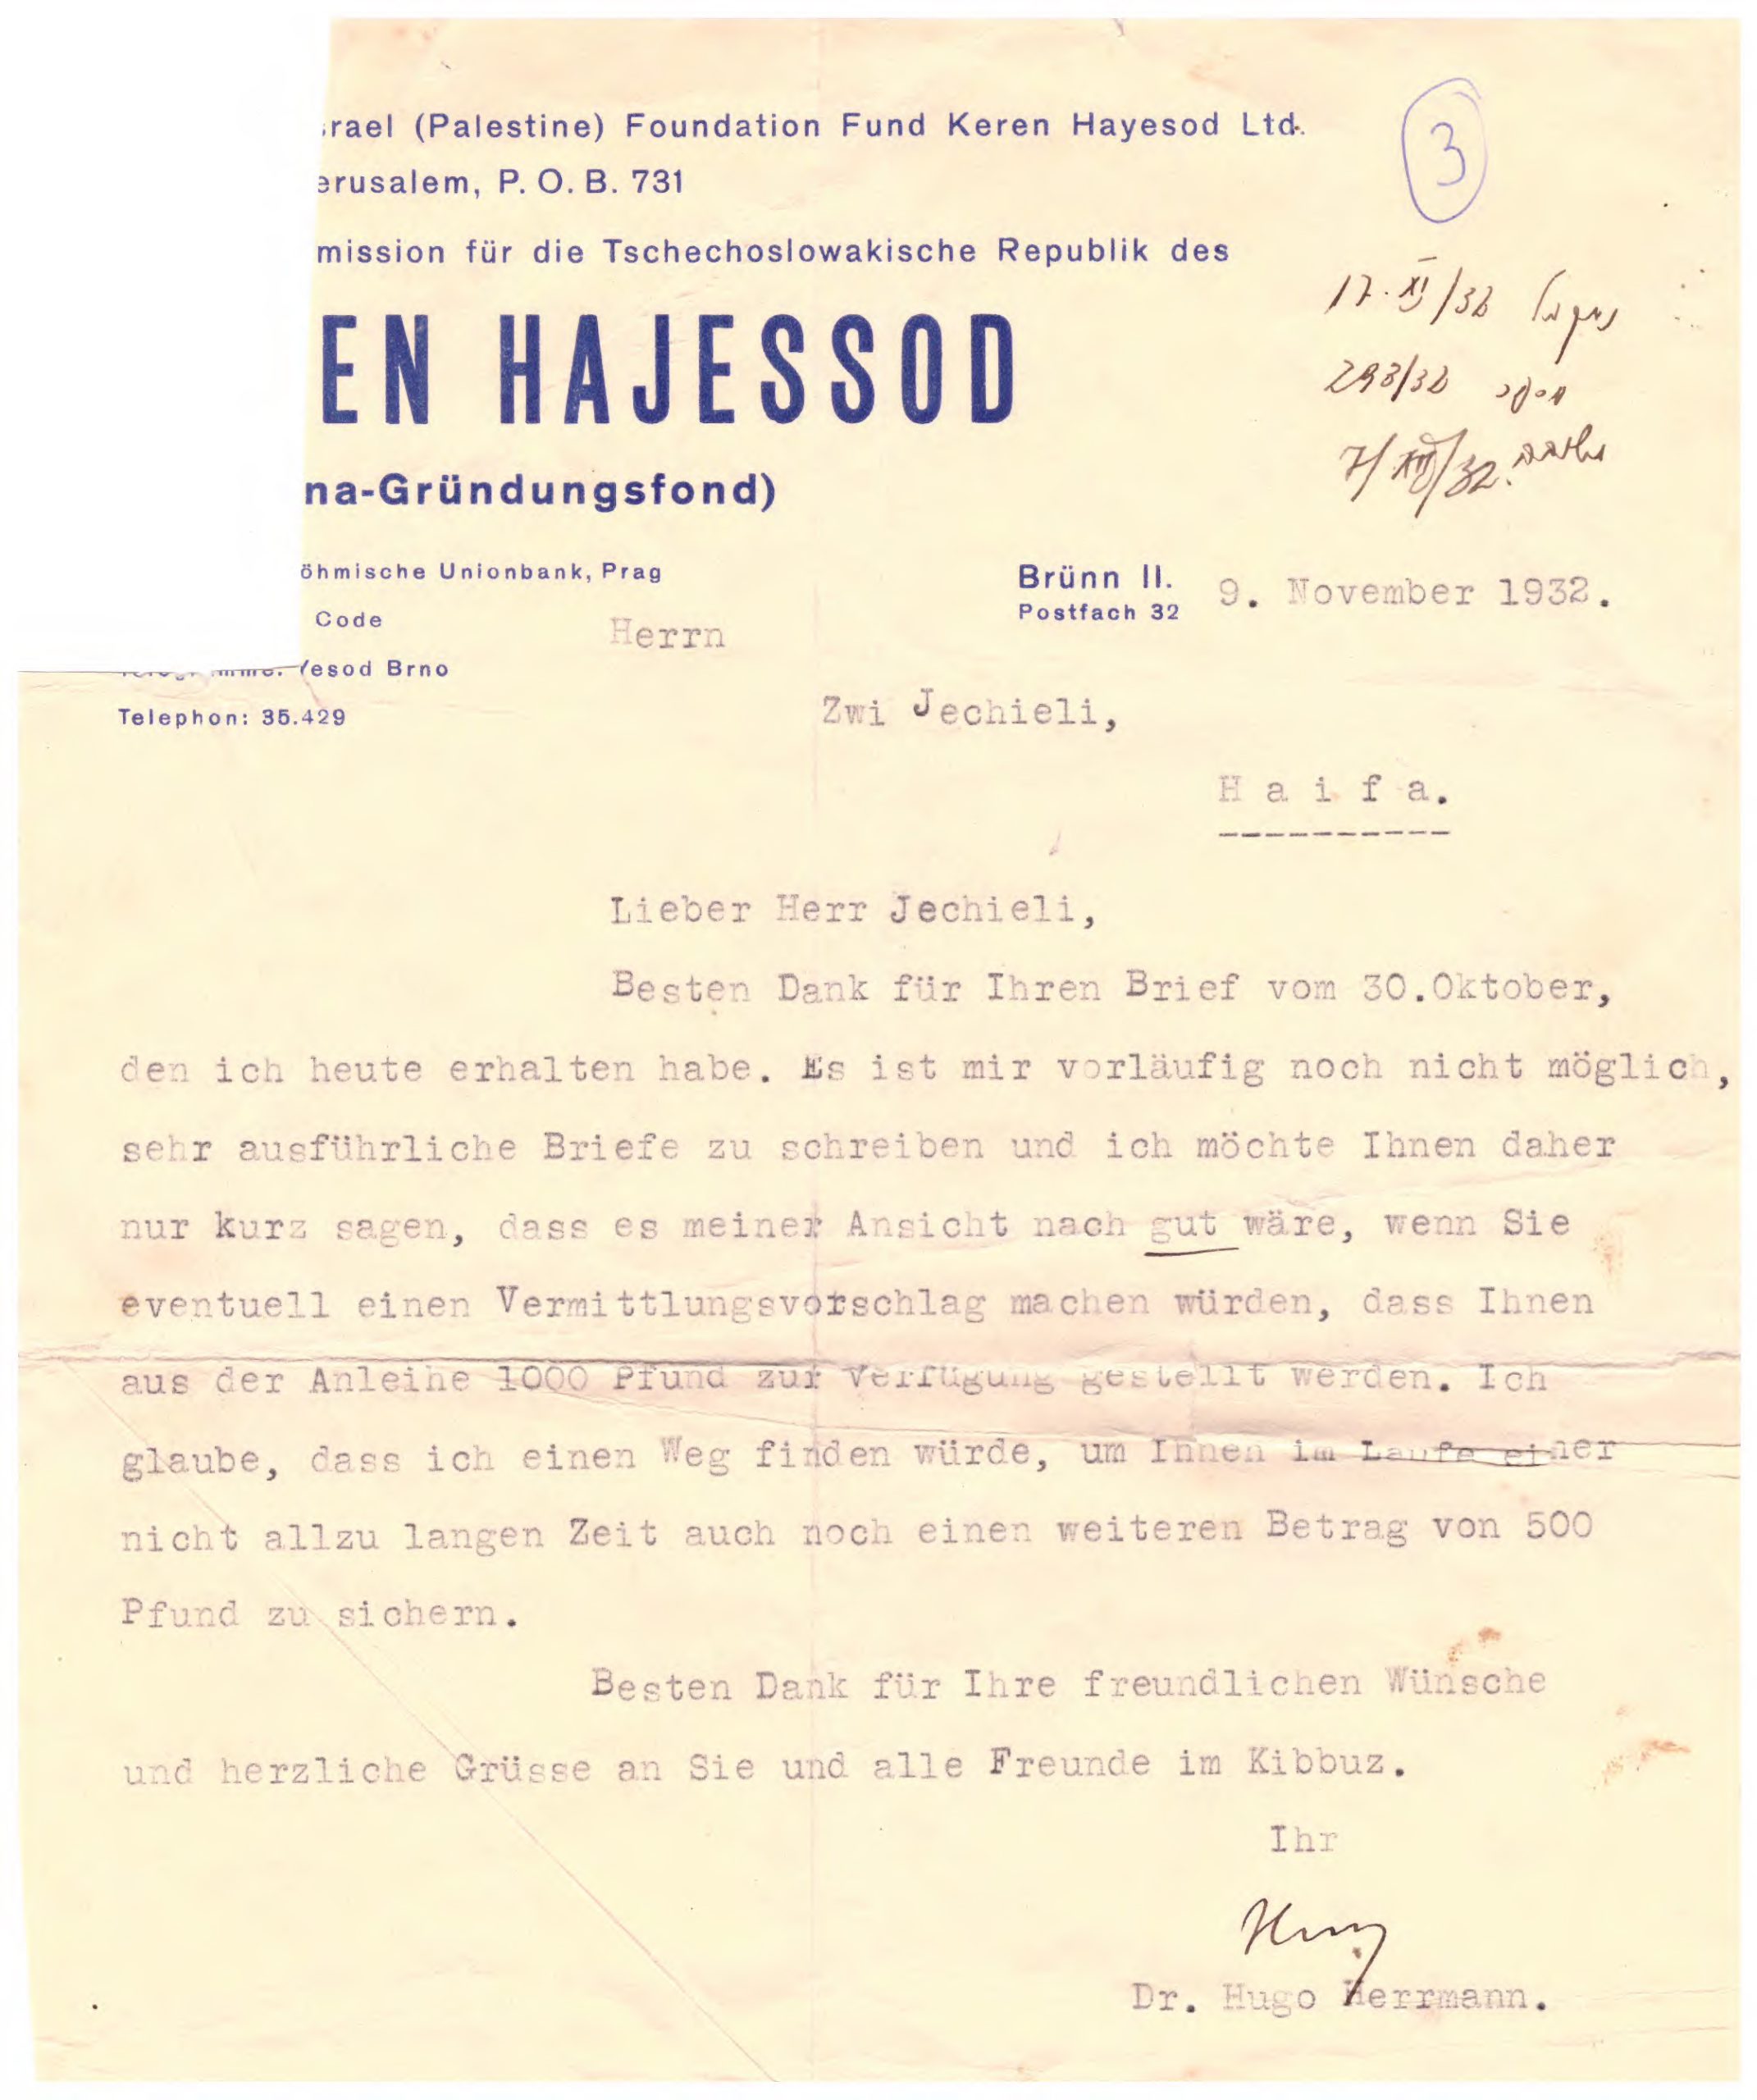 rael (Palestine) Foundation Fund Keren Hayesod Ltd.
erusalem, P. O. B. 731
3
mission für die Tschechoslowakische Republik des
17. XI/32 נתקבל
EN HAJESSOD
293/32 מספר
7/XII/32. נענה
na-Gründungsfond)
öhmische Unionbank, Prag
Brünn II. 9. November 1932.
Postfach 32
Code
Herrn
Yesod Brno
Zwi Jechieli,
Telephon: 35.429
Haifa.
Lieber Herr Jechieli,
Besten Dank für Ihren Brief vom 30.Oktober,
den ich heute erhalten habe. Es ist mir vorläufig noch nicht möglich,
sehr ausführliche Briefe zu schreiben und ich möchte Ihnen daher
nur kurz sagen, dass es meiner Ansicht nach gut wäre, wenn Sie
eventuell einen Vermittlungsvorschlag machen würden, dass Ihnen
aus der Anleihe 1000 Pfund zur Verfügung gestellt werden. Ich
glaube, dass ich einen Weg finden würde, um Ihnen im Laufe einer
nicht allzu langen Zeit auch noch einen weiteren Betrag von 500
Pfund zu sichern.
Besten Dank für Ihre freundlichen Wünsche
und herzliche Grüsse an Sie und alle Freunde im Kibbuz.
Ihr
Dr. Hugo Herrmann.